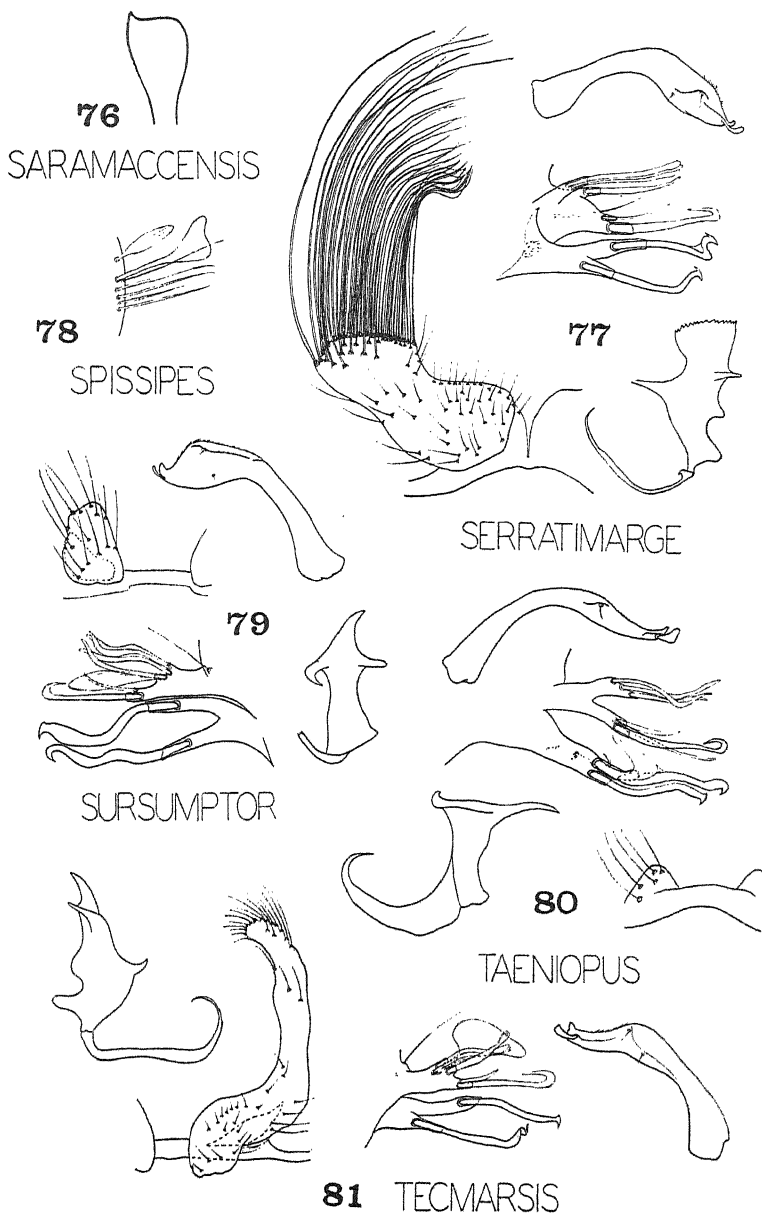 76
SARAMACCENSIS
78
SPISSIPES
77
SERRATIMARGE
79
SURSUMPTOR
80
TAENIOPUS
81 TECMARSIS